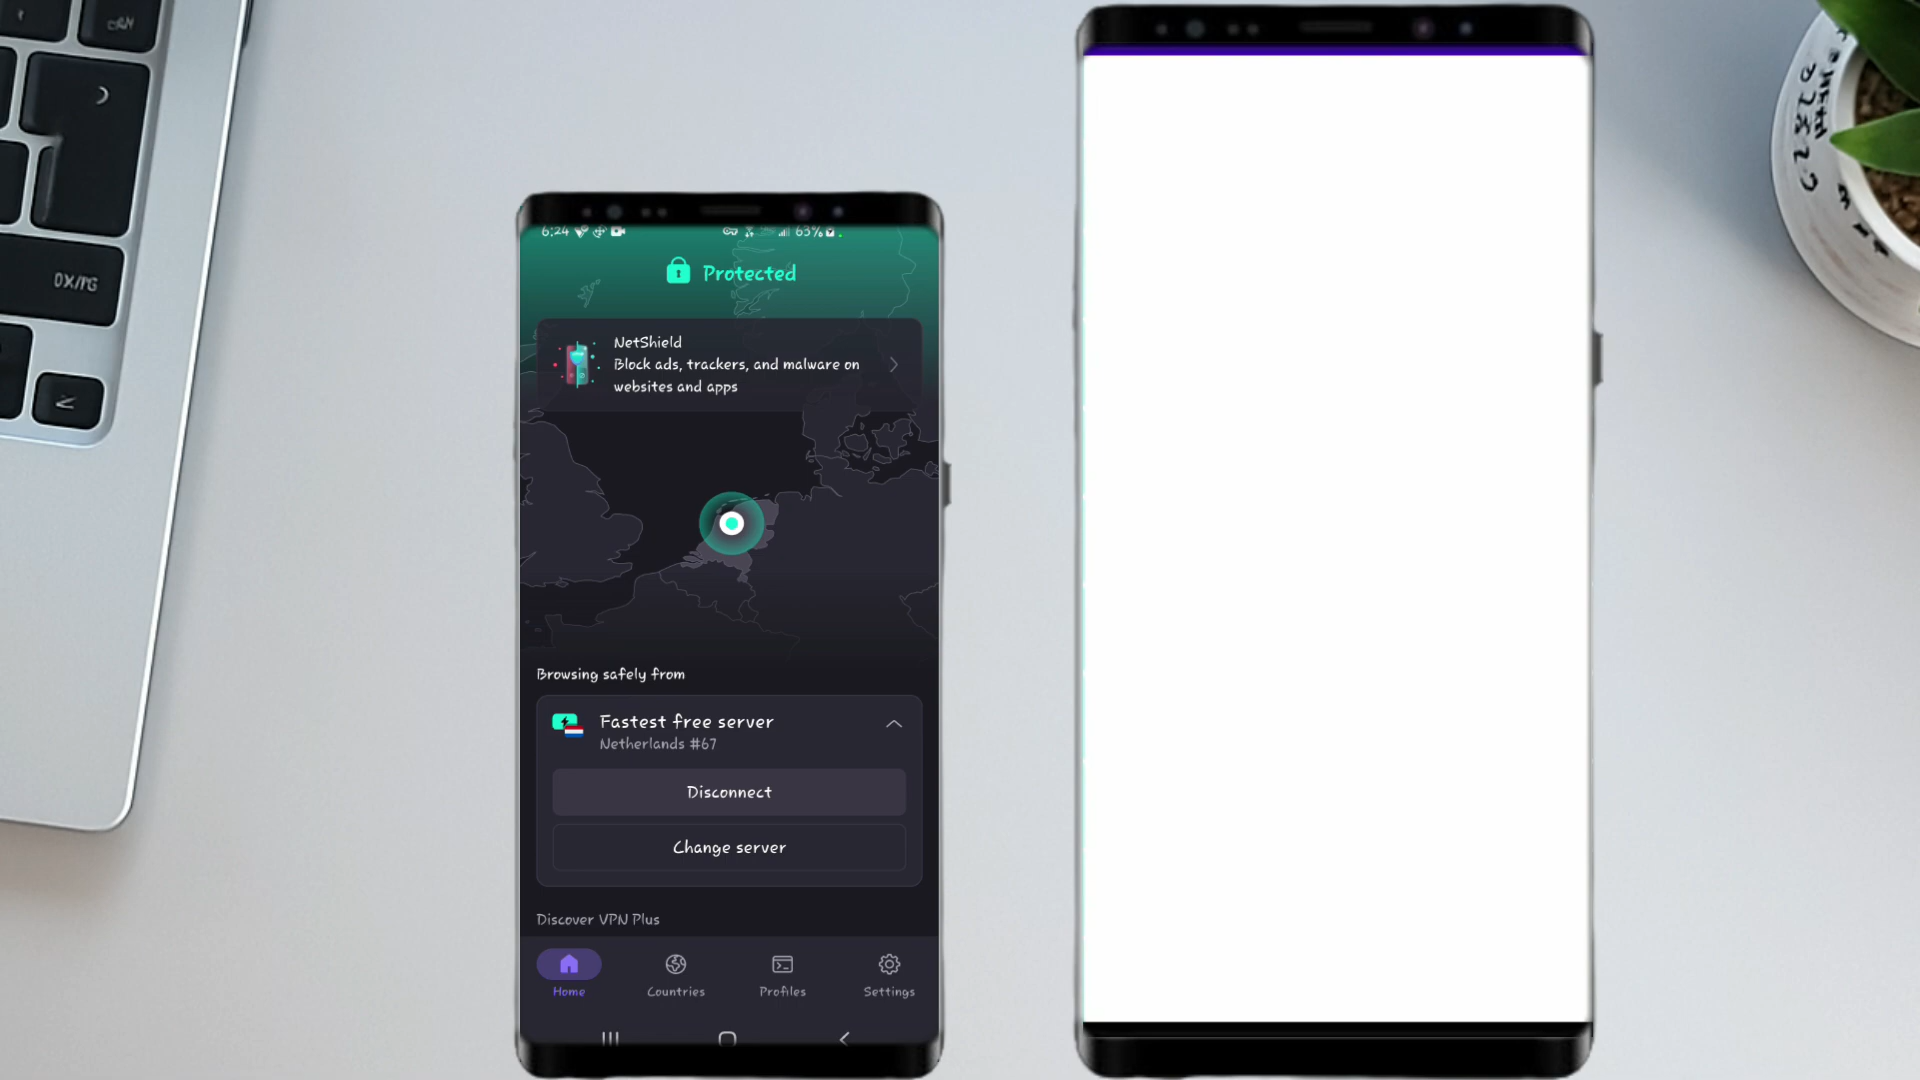 6:24
63%
Protected
NetShield
Block ads, trackers, and malware on
websites and apps
Browsing safely from
Fastest free server
Netherlands #67
Disconnect
Change server
Discover VPN Plus
Home
Countries
Profiles
Settings